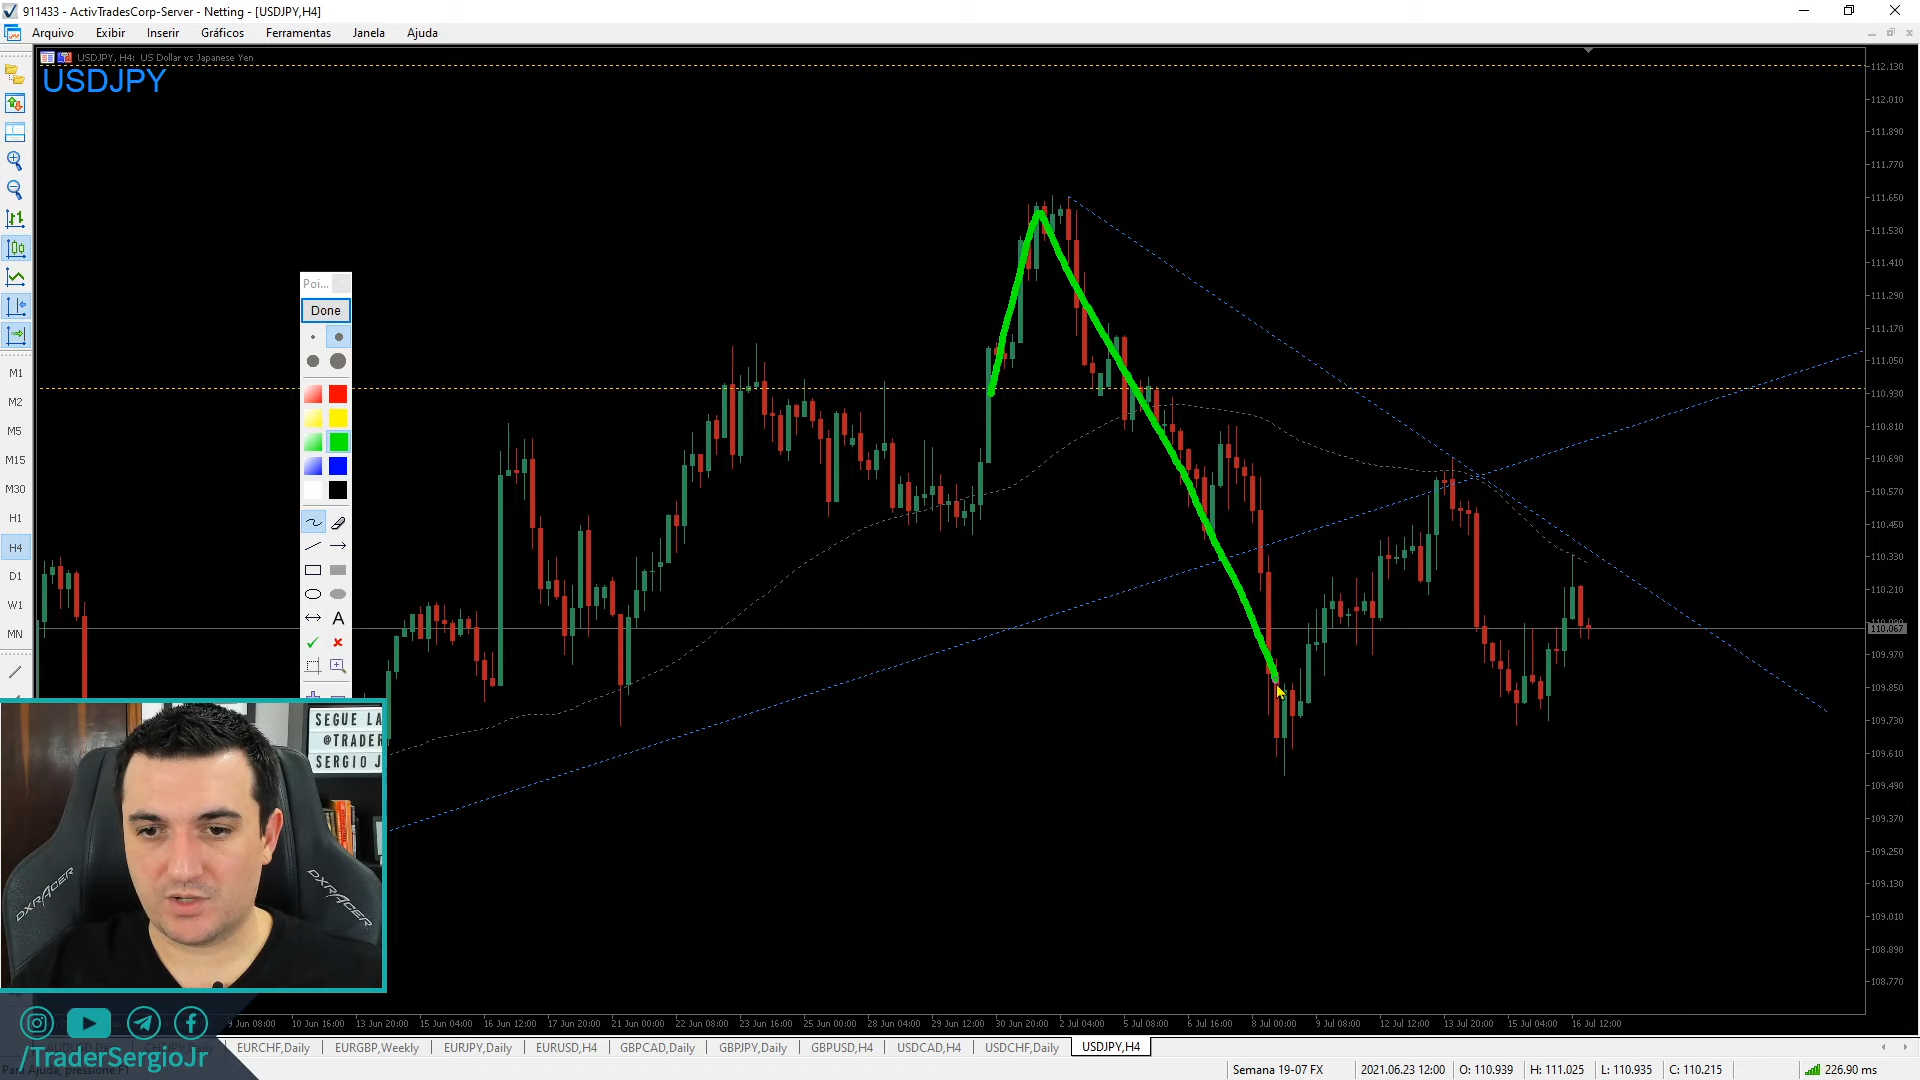 911433 - ActivTradesCorp-Server - Netting - [USDJPY,H4]
Arquivo Exibir Inserir Gráficos Ferramentas Janela Ajuda
USDJPY, H4: US Dollar vs Japanese Yen
USDJPY
112.130
112.010
111.890
111.770
111.650
111.530
111.410
111.290
111.170
111.050
110.930
110.810
110.690
110.570
110.450
110.330
110.210
110.067
109.970
109.850
109.730
109.610
109.490
109.370
109.250
109.130
109.010
108.890
108.770
Poi...
Done
A
M1
M2
M5
M15
M30
H1
H4
D1
W1
MN
SEGUE LA
@TRADER
SERGIO J
DXRACER
DXRACER
9 Jun 08:00 10 Jun 16:00 13 Jun 20:00 15 Jun 04:00 16 Jun 12:00 17 Jun 20:00 21 Jun 00:00 22 Jun 08:00 23 Jun 16:00 25 Jun 00:00 28 Jun 04:00 29 Jun 12:00 30 Jun 20:00 2 Jul 04:00 5 Jul 08:00 6 Jul 16:00 8 Jul 00:00 9 Jul 08:00 12 Jul 12:00 13 Jul 20:00 15 Jul 04:00 16 Jul 12:00
EURCHF,Daily EURGBP,Weekly EURJPY,Daily EURUSD,H4 GBPCAD,Daily GBPJPY,Daily GBPUSD,H4 USDCAD,H4 USDCHF,Daily USDJPY,H4
/TraderSergioJr
Para Ajuda, pressione F1
Semana 19-07 FX 2021.06.23 12:00 O: 110.939 H: 111.025 L: 110.935 C: 110.215 226.90 ms